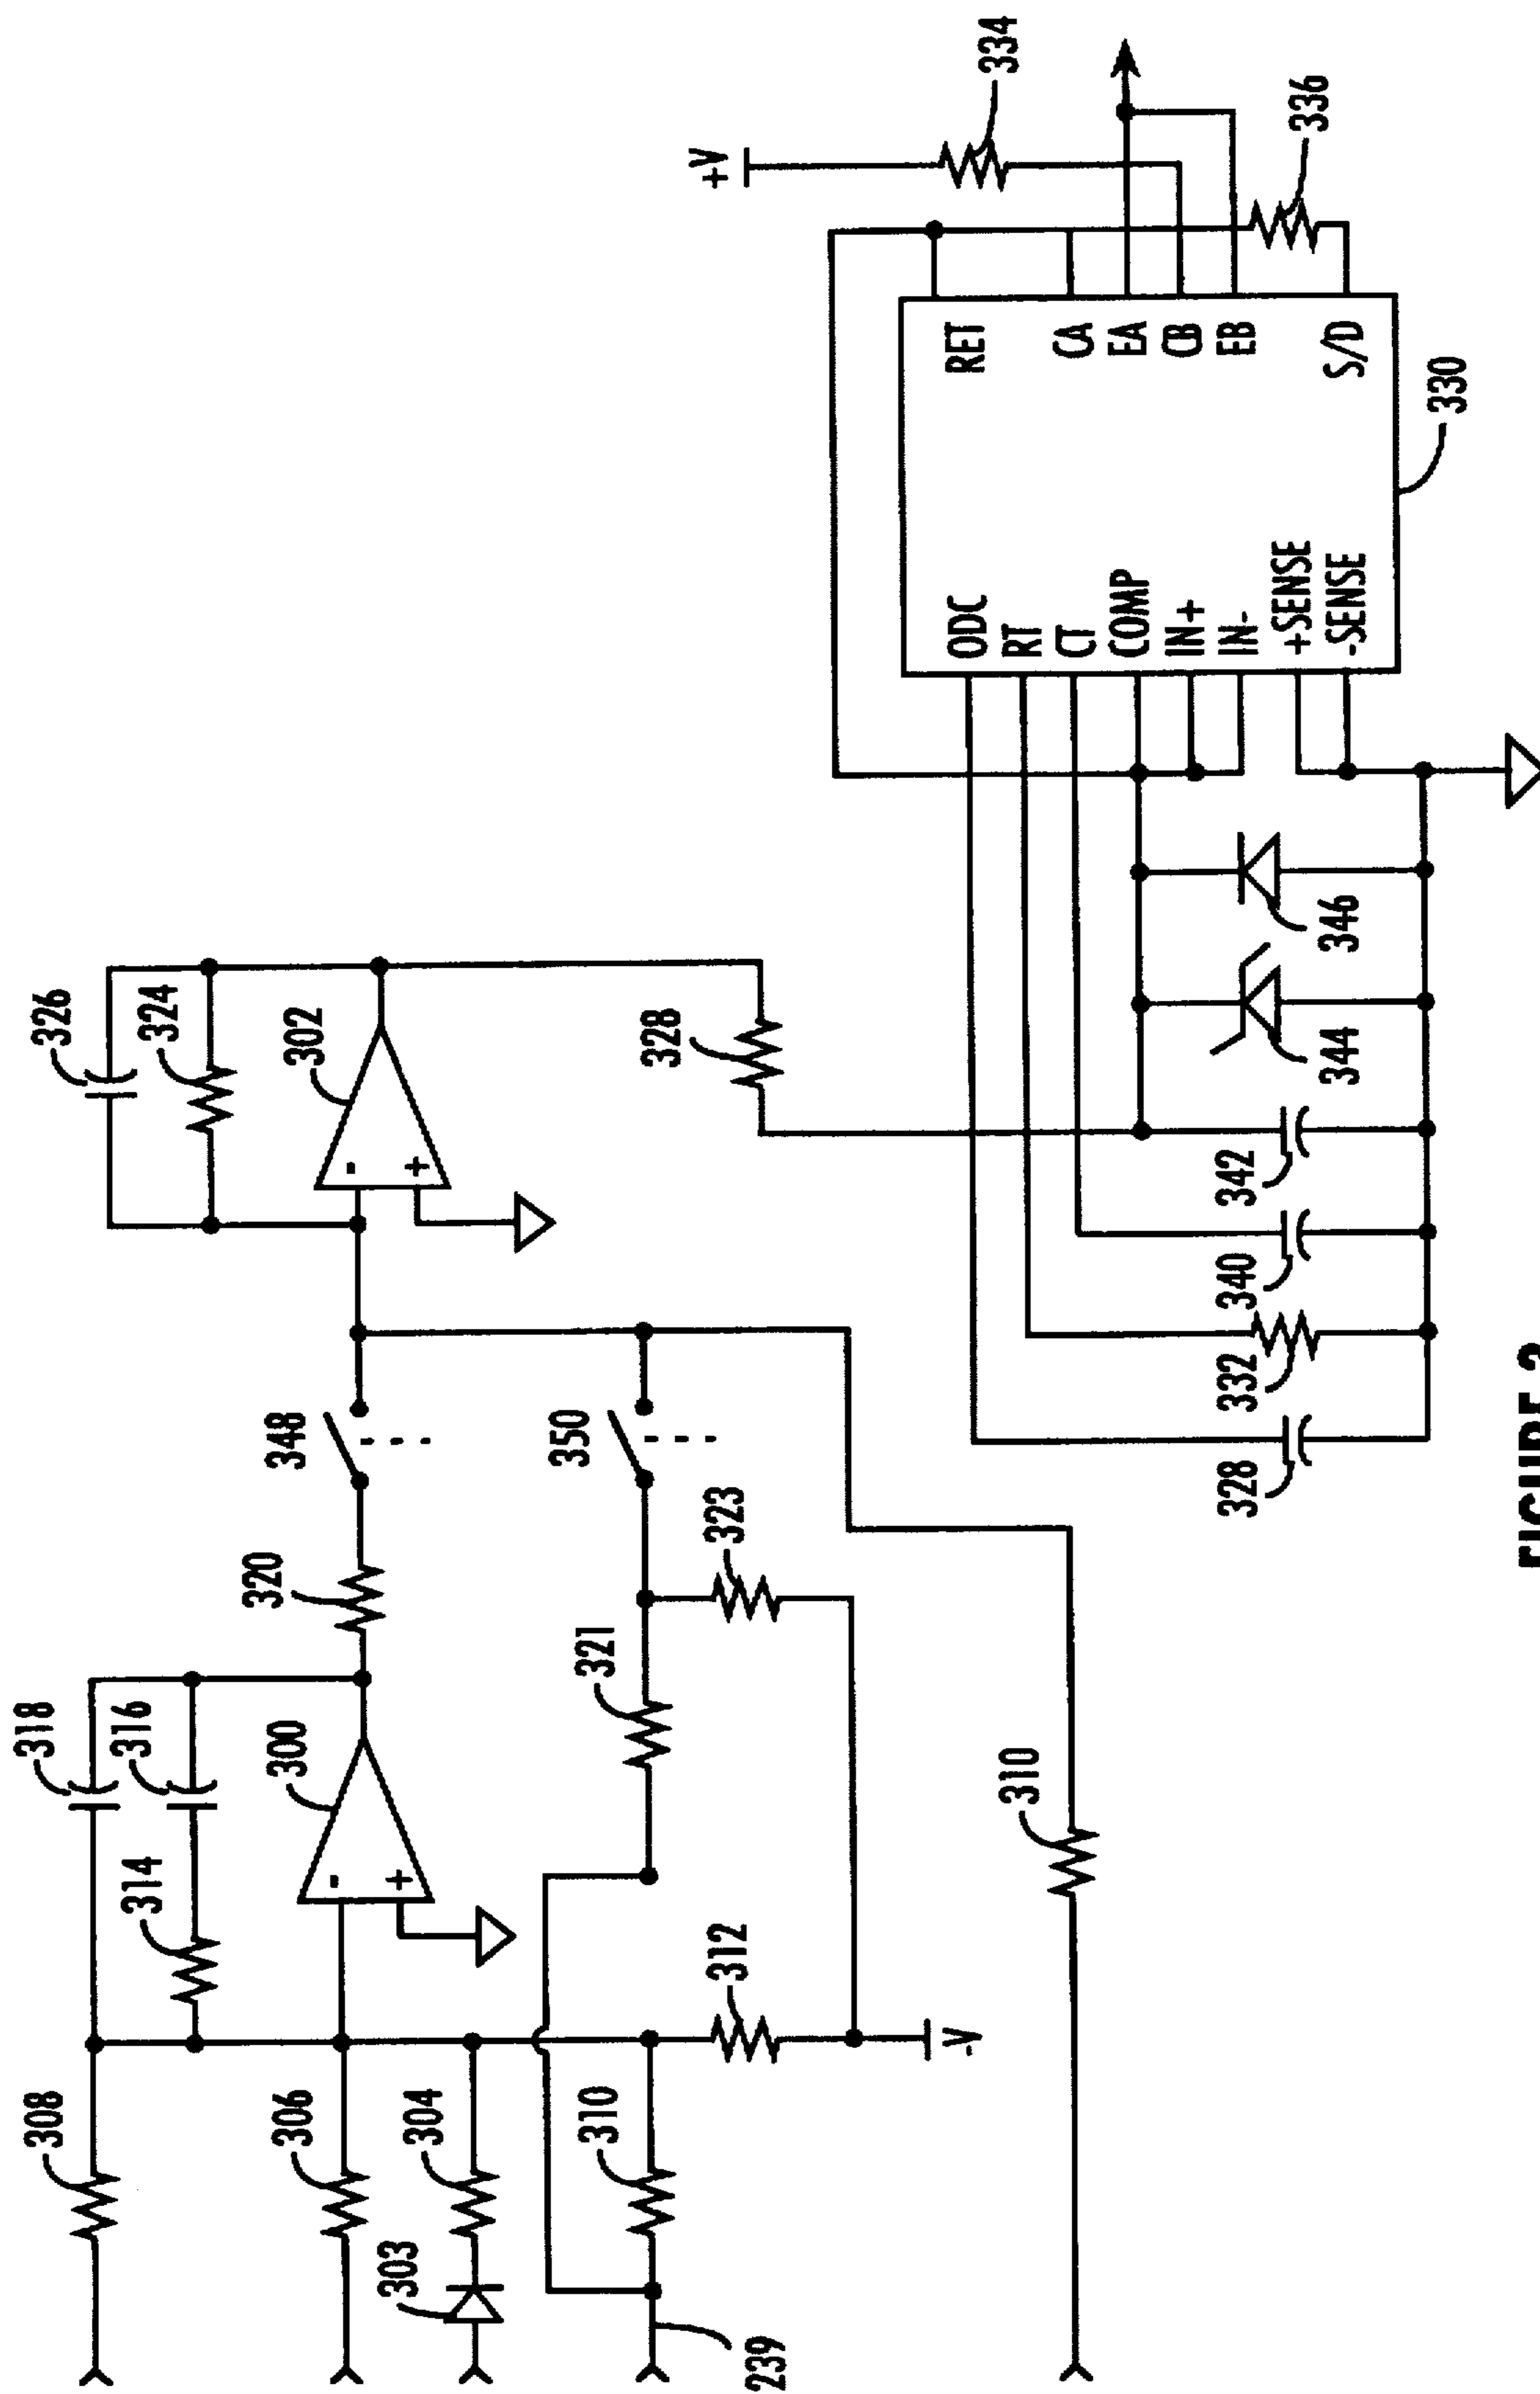 318
326
308
316
324
314
300
320
348
302
-
+
-
+
306
304
303
321
350
310
239
312
323
328
-V
310
+V
334
ODC
RT
CT
COMP
IN+
IN-
+SENSE
-SENSE
RET
CA
EA
CB
EB
S/D
336
328
332
340
342
344
346
330